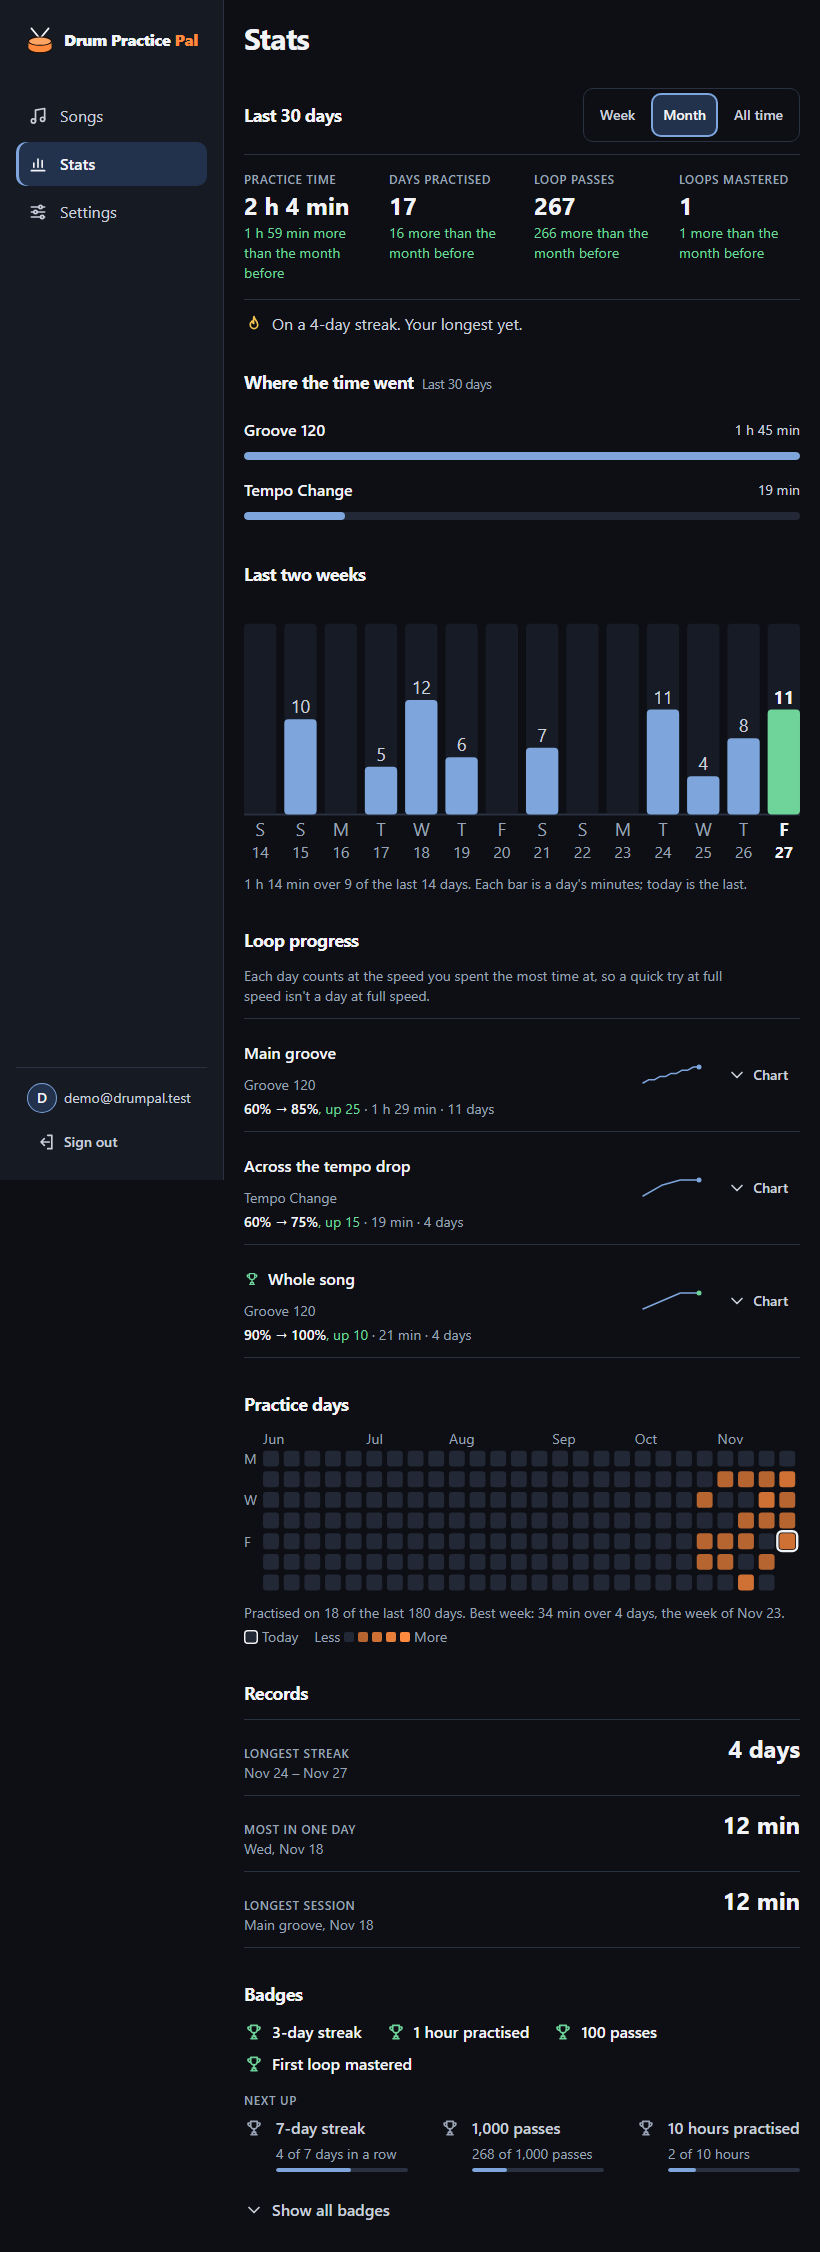 Drum Practice Pal
Songs
Stats
Settings
demo@drumpal.test
D
Sign out
Stats
Last 30 days
Week
Month
All time
PRACTICE TIME
2 h 4 min
1 h 59 min more
than the month
before
DAYS PRACTISED
17
16 more than the
month before
LOOP PASSES
267
266 more than the
month before
LOOPS MASTERED
1
1 more than the
month before
On a 4-day streak. Your longest yet.
Where the time went Last 30 days
Groove 120 1 h 45 min
Tempo Change 19 min
Last two weeks
10 5 12 6 7 11 4 8 11
S S M T W T F S S M T W T F
14 15 16 17 18 19 20 21 22 23 24 25 26 27
1 h 14 min over 9 of the last 14 days. Each bar is a day's minutes; today is the last.
Loop progress
Each day counts at the speed you spent the most time at, so a quick try at full
speed isn't a day at full speed.
Main groove
Groove 120
60% → 85%, up 25 · 1 h 29 min · 11 days
Chart
Across the tempo drop
Tempo Change
60% → 75%, up 15 · 19 min · 4 days
Chart
Whole song
Groove 120
90% → 100%, up 10 · 21 min · 4 days
Chart
Practice days
Jun Jul Aug Sep Oct Nov
M
W
F
Practised on 18 of the last 180 days. Best week: 34 min over 4 days, the week of Nov 23.
Today Less More
Records
LONGEST STREAK
Nov 24 – Nov 27
4 days
MOST IN ONE DAY
Wed, Nov 18
12 min
LONGEST SESSION
Main groove, Nov 18
12 min
Badges
3-day streak
1 hour practised
100 passes
First loop mastered
NEXT UP
7-day streak
4 of 7 days in a row
1,000 passes
268 of 1,000 passes
10 hours practised
2 of 10 hours
Show all badges